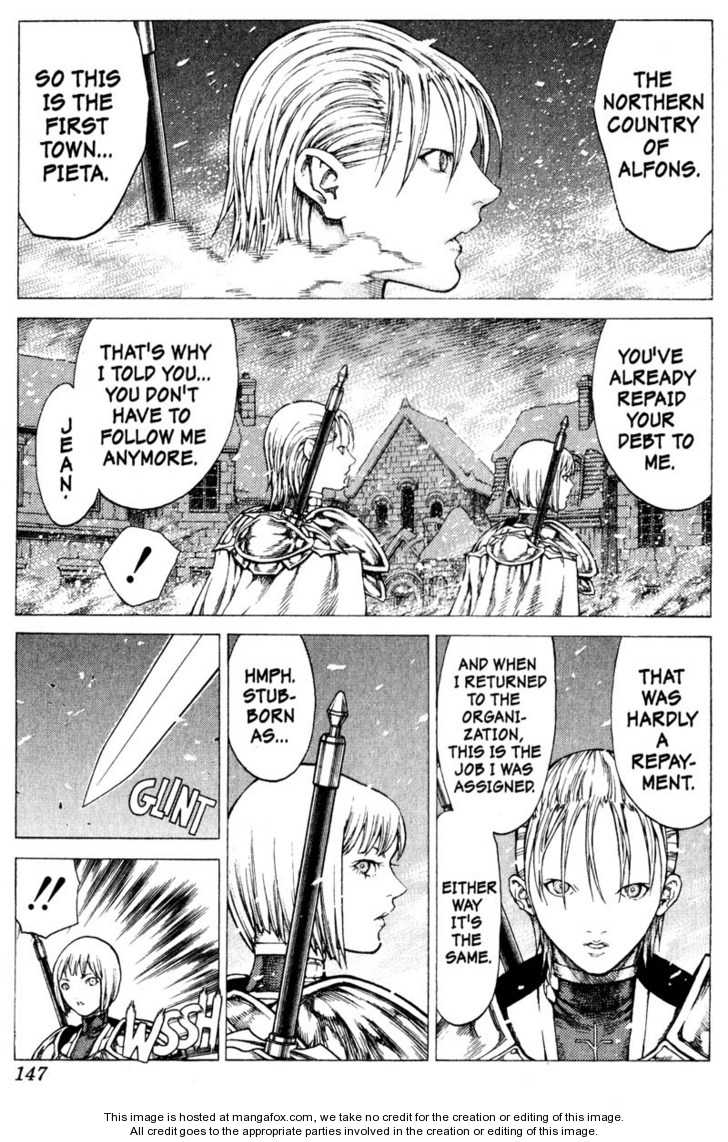 THE
NORTHERN
COUNTRY
OF
ALFONS.
SO THIS
IS THE
FIRST
TOWN...
PIETA.
YOU'VE
ALREADY
REPAID
YOUR
DEBT TO
ME.
THAT'S WHY
I TOLD YOU...
YOU DON'T
HAVE TO
FOLLOW ME
ANYMORE.
JEAN.
!
THAT
WAS
HARDLY
A
REPAY-
MENT.
AND WHEN
I RETURNED
TO THE
ORGANI-
ZATION,
THIS IS THE
JOB I WAS
ASSIGNED.
EITHER
WAY
IT'S
THE
SAME.
HMPH.
STUB-
BORN
AS...
GLINT
!!
WSSH
147
This image is hosted at mangafox.com, we take no credit for the creation or editing of this image.
All credit goes to the appropriate parties involved in the creation or editing of this image.